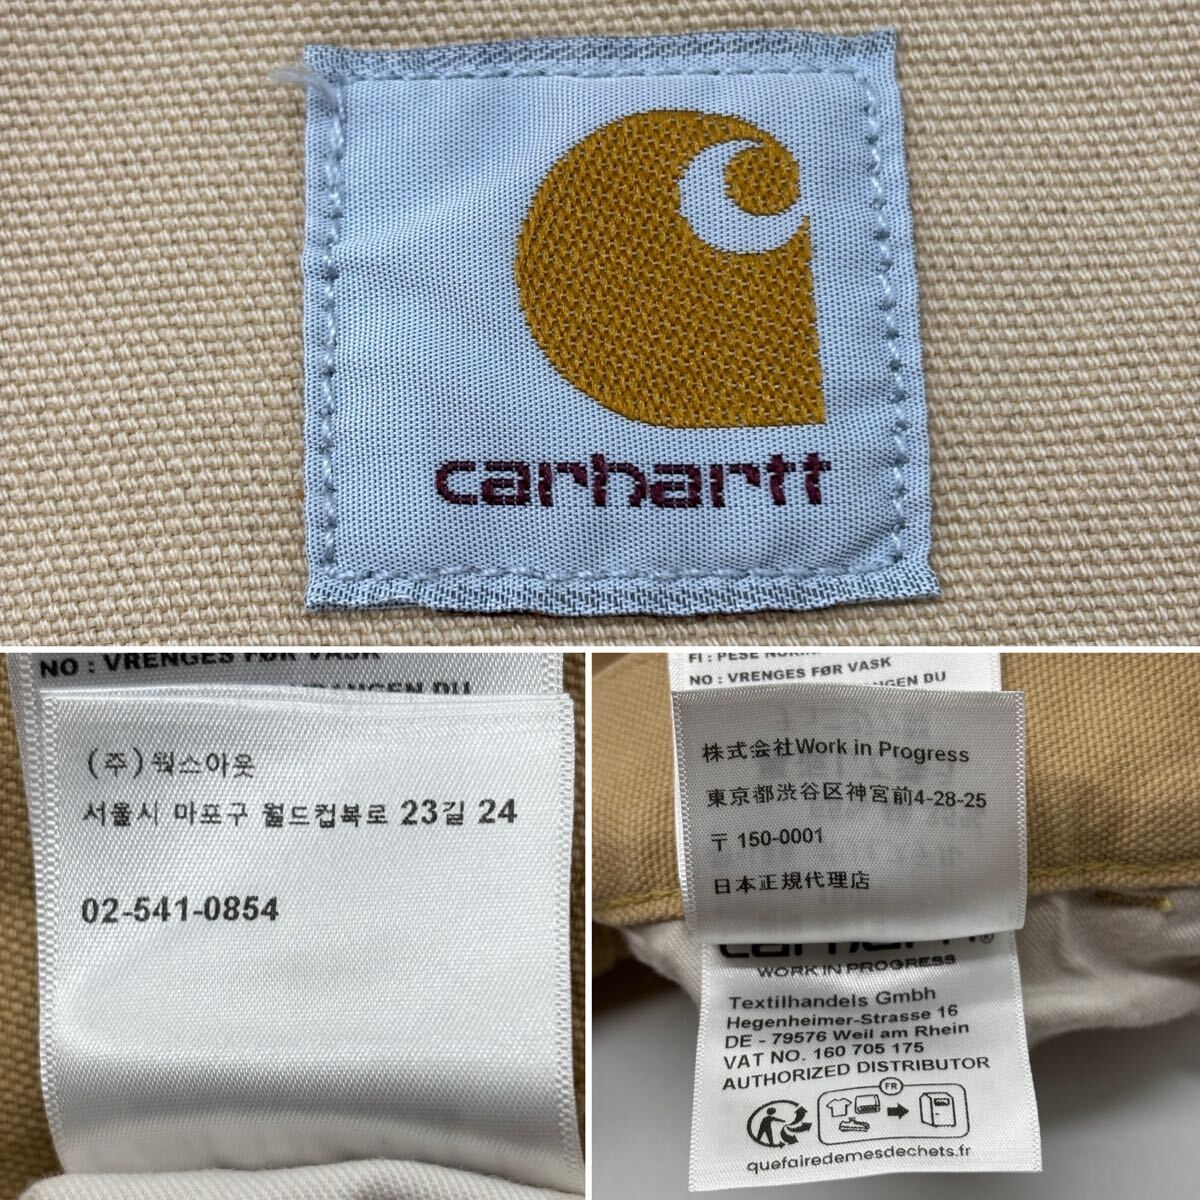 carhartt
NO : VRENGES FØR VASK
(주)웍스아웃
서울시 마포구 월드컵북로 23길 24
02-541-0854
NO : VRENGES FØR VASK
株式会社Work in Progress
東京都渋谷区神宮前4-28-25
〒 150-0001
日本正規代理店
carhartt®
WORK IN PROGRESS
Textilhandels Gmbh
Hegenheimer-Strasse 16
DE - 79576 Weil am Rhein
VAT NO. 160 705 175
AUTHORIZED DISTRIBUTOR
FR
quefairedemesdechets.fr